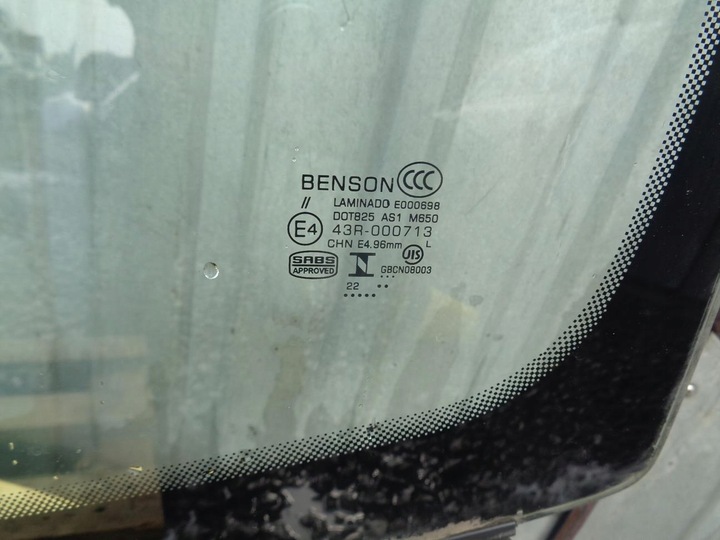 BENSON CCC
// LAMINADO E000698
DOT825 AS1 M650
E4 43R-000713
CHN E4.96mm L
SABS APPROVED JIS GBCN08003
22